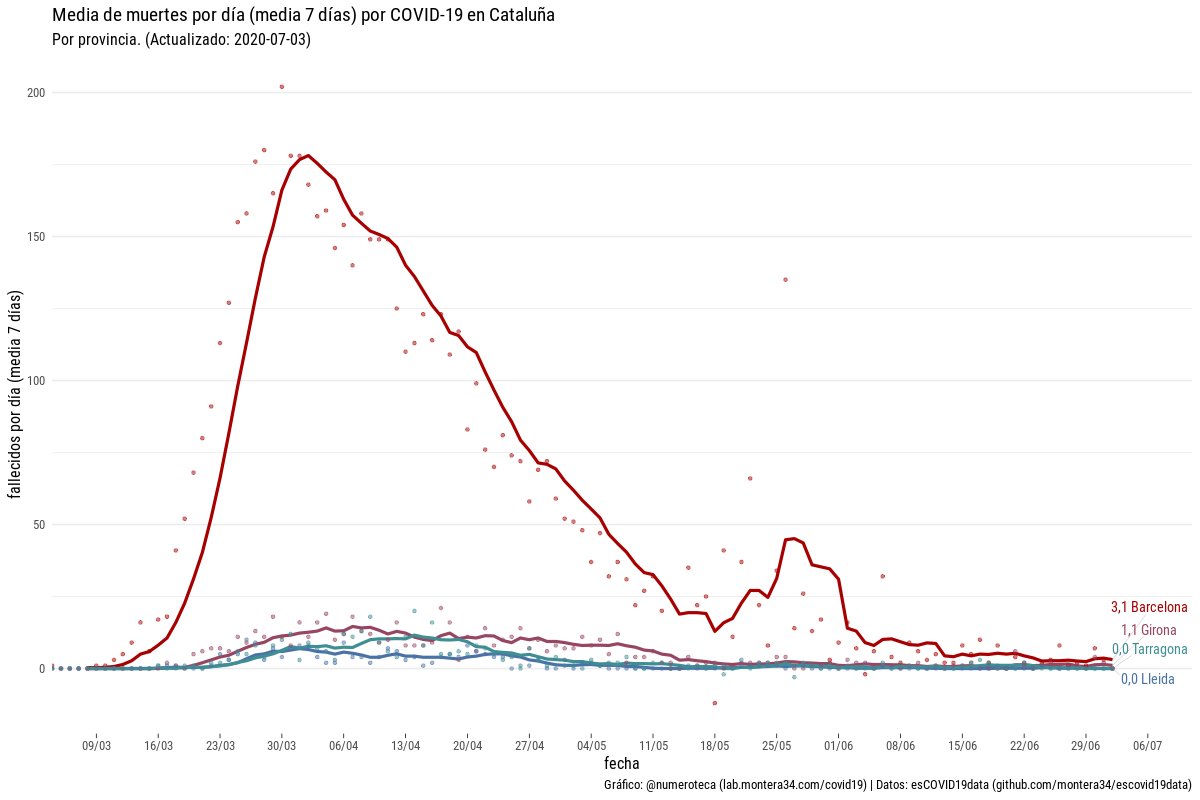 Media de muertes por día (media 7 días) por COVID-19 en Cataluña
Por provincia. (Actualizado: 2020-07-03)
200
150
100
50
0
fallecidos por día (media 7 días)
3,1 Barcelona
1,1 Girona
0,0 Tarragona
0,0 Lleida
09/03 16/03 23/03 30/03 06/04 13/04 20/04 27/04 04/05 11/05 18/05 25/05 01/06 08/06 15/06 22/06 29/06 06/07
fecha
Gráfico: @numeroteca (lab.montera34.com/covid19) | Datos: esCOVID19data (github.com/montera34/escovid19data)